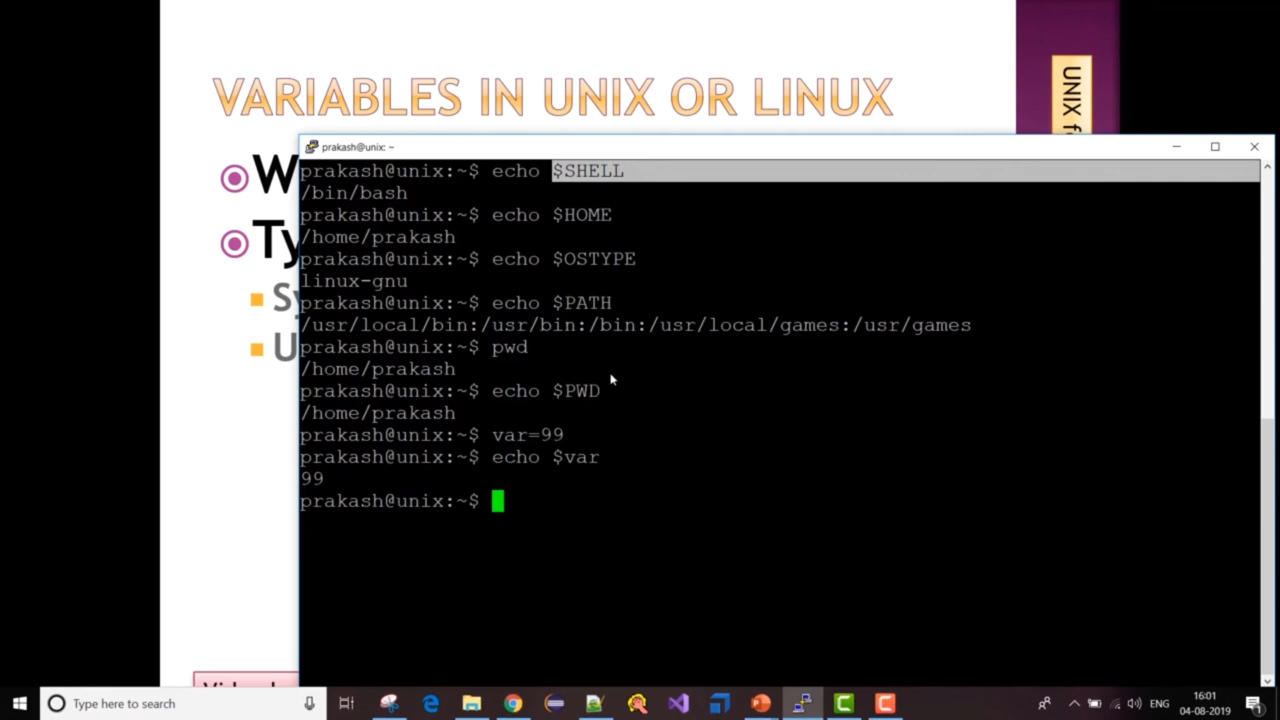 VARIABLES IN UNIX OR LINUX
UNIX f
W
Ty
Sy
U
prakash@unix: ~
prakash@unix:~$ echo $SHELL
/bin/bash
prakash@unix:~$ echo $HOME
/home/prakash
prakash@unix:~$ echo $OSTYPE
linux-gnu
prakash@unix:~$ echo $PATH
/usr/local/bin:/usr/bin:/bin:/usr/local/games:/usr/games
prakash@unix:~$ pwd
/home/prakash
prakash@unix:~$ echo $PWD
/home/prakash
prakash@unix:~$ var=99
prakash@unix:~$ echo $var
99
prakash@unix:~$
Type here to search
ENG
16:01
04-08-2019
1